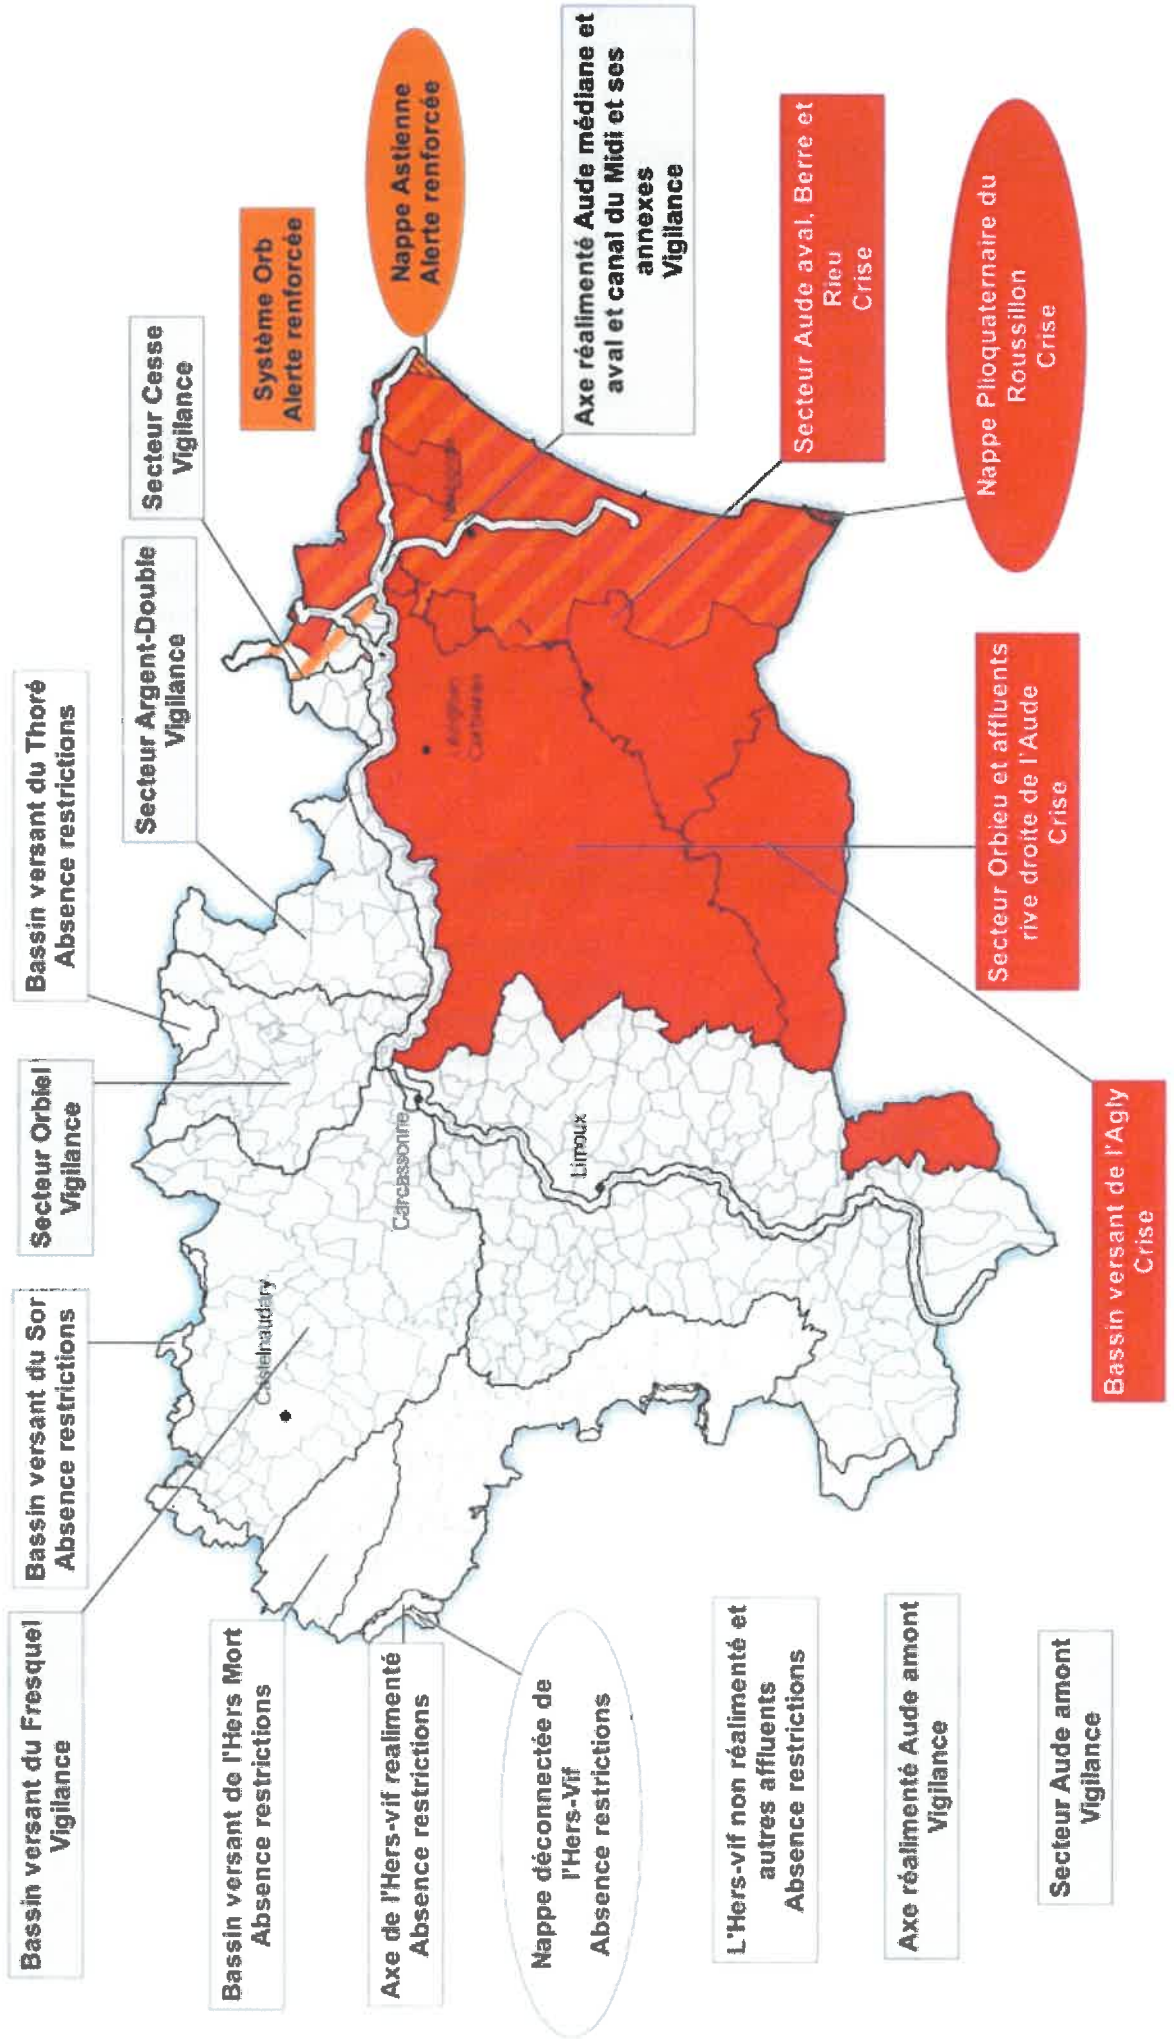 Bassin versant du Fresquel
Vigilance
Bassin versant du Sor
Absence restrictions
Secteur Orbiel
Vigilance
Bassin versant du Thoré
Absence restrictions
Secteur Argent-Double
Vigilance
Secteur Cesse
Vigilance
Système Orb
Alerte renforcée
Nappe Astienne
Alerte renforcée
Axe réalimenté Aude médiane et
aval et canal du Midi et ses
annexes
Vigilance
Secteur Aude aval, Berre et
Rieu
Crise
Nappe Plioquaternaire du
Roussillon
Crise
Secteur Orbieu et affluents
rive droite de l'Aude
Crise
Bassin versant de l'Agly
Crise
Bassin versant de l'Hers Mort
Absence restrictions
Axe de l'Hers-vif realimenté
Absence restrictions
Nappe déconnectée de
l'Hers-Vif
Absence restrictions
L'Hers-vif non réalimenté et
autres affluents
Absence restrictions
Axe réalimenté Aude amont
Vigilance
Secteur Aude amont
Vigilance
Castelnaudary
Carcassonne
Limoux